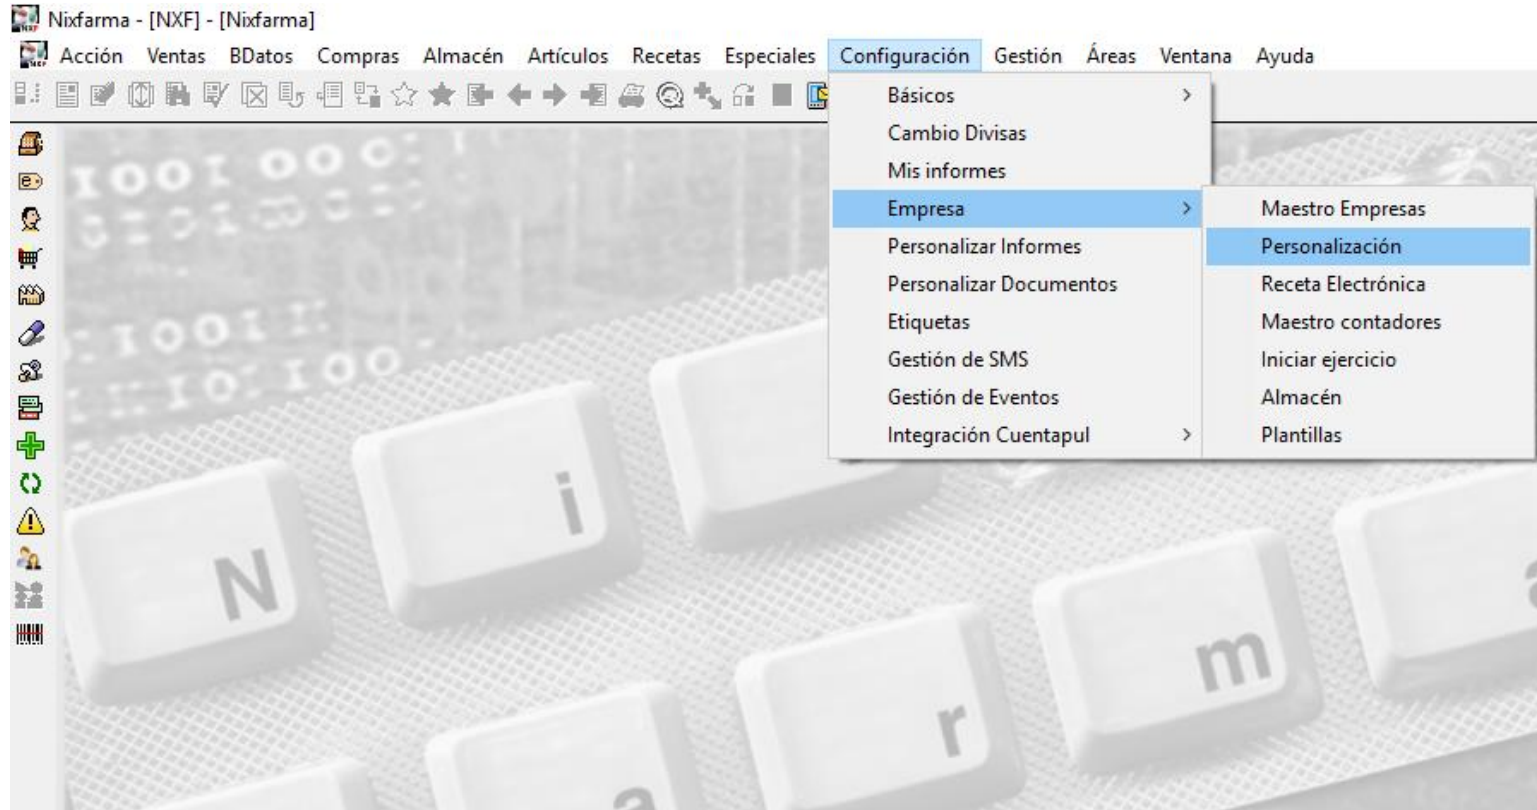 Nixfarma - [NXF] - [Nixfarma]
Acción Ventas BDatos Compras Almacén Artículos Recetas Especiales Configuración Gestión Áreas Ventana Ayuda
Básicos
Cambio Divisas
Mis informes
Empresa
Personalizar Informes
Personalizar Documentos
Etiquetas
Gestión de SMS
Gestión de Eventos
Integración Cuentapul
Maestro Empresas
Personalización
Receta Electrónica
Maestro contadores
Iniciar ejercicio
Almacén
Plantillas
N i
a r m a